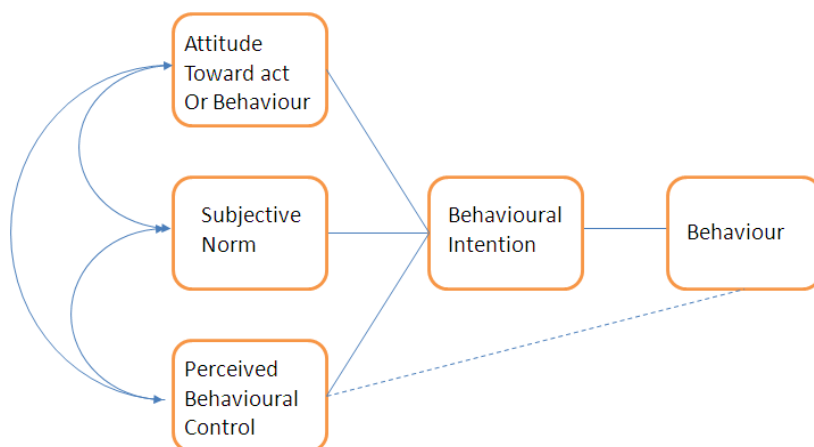 Attitude
Toward act
Or Behaviour
Subjective
Norm
Behavioural
Intention
Behaviour
Perceived
Behavioural
Control